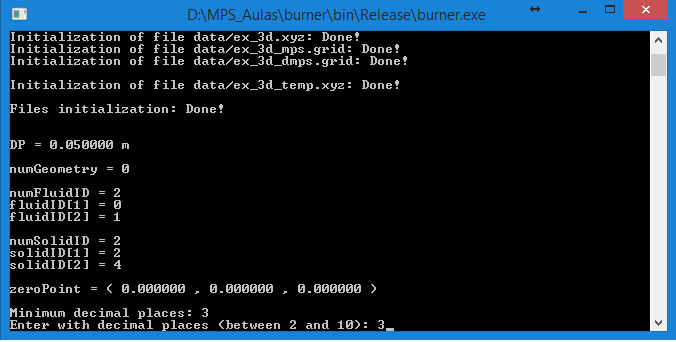 D:\MPS_Aulas\burner\bin\Release\burner.exe
Initialization of file data/ex_3d.xyz: Done!
Initialization of file data/ex_3d_mps.grid: Done!
Initialization of file data/ex_3d_dmps.grid: Done!
Initialization of file data/ex_3d_temp.xyz: Done!
Files initialization: Done!
DP = 0.050000 m
numGeometry = 0
numFluidID = 2
fluidID[1] = 0
fluidID[2] = 1
numSolidID = 2
solidID[1] = 2
solidID[2] = 4
zeroPoint = ( 0.000000 , 0.000000 , 0.000000 )
Minimum decimal places: 3
Enter with decimal places (between 2 and 10): 3_